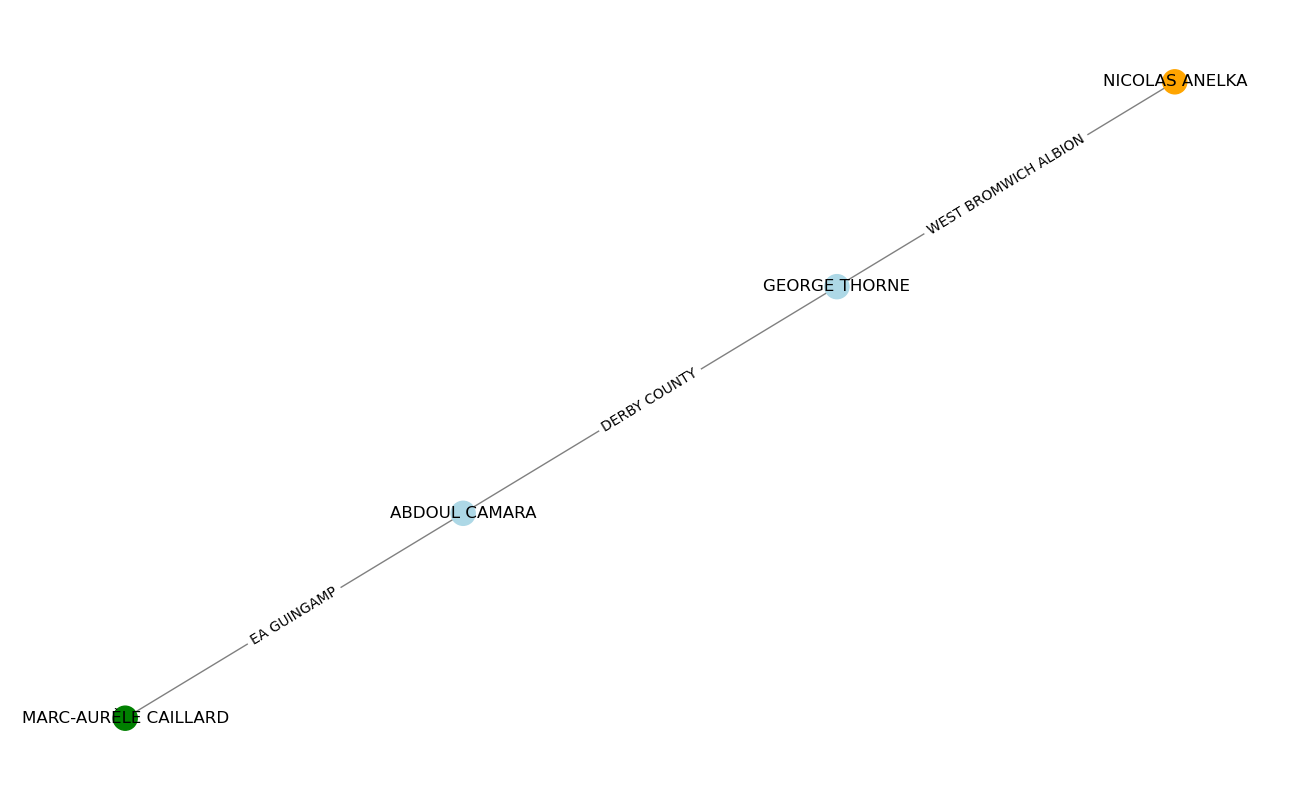 NICOLAS ANELKA
WEST BROMWICH ALBION
GEORGE THORNE
DERBY COUNTY
ABDOUL CAMARA
EA GUINGAMP
MARC-AURÈLE CAILLARD